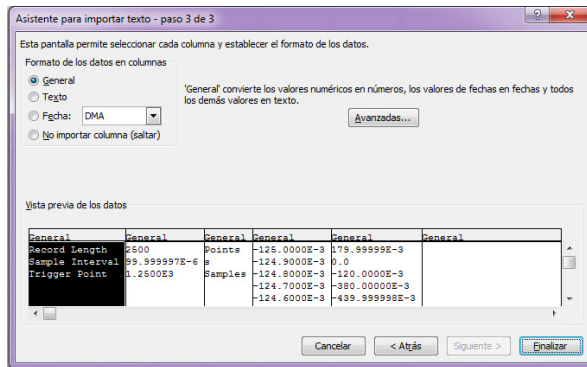 Asistente para importar texto - paso 3 de 3
Esta pantalla permite seleccionar cada columna y establecer el formato de los datos.
Formato de los datos en columnas
General
Texto
Fecha: DMA
No importar columna (saltar)
'General' convierte los valores numéricos en números, los valores de fechas en fechas y todos
los demás valores en texto.
Avanzadas...
Vista previa de los datos
General General General General General General
Record Length 2500 Points -125.0000E-3 179.99999E-3
Sample Interval 99.999997E-6 s -124.9000E-3 0.0
Trigger Point 1.2500E3 Samples -124.8000E-3 -120.0000E-3
-124.7000E-3 -380.00000E-3
-124.6000E-3 -439.999998E-3
Cancelar < Atrás Siguiente > Finalizar